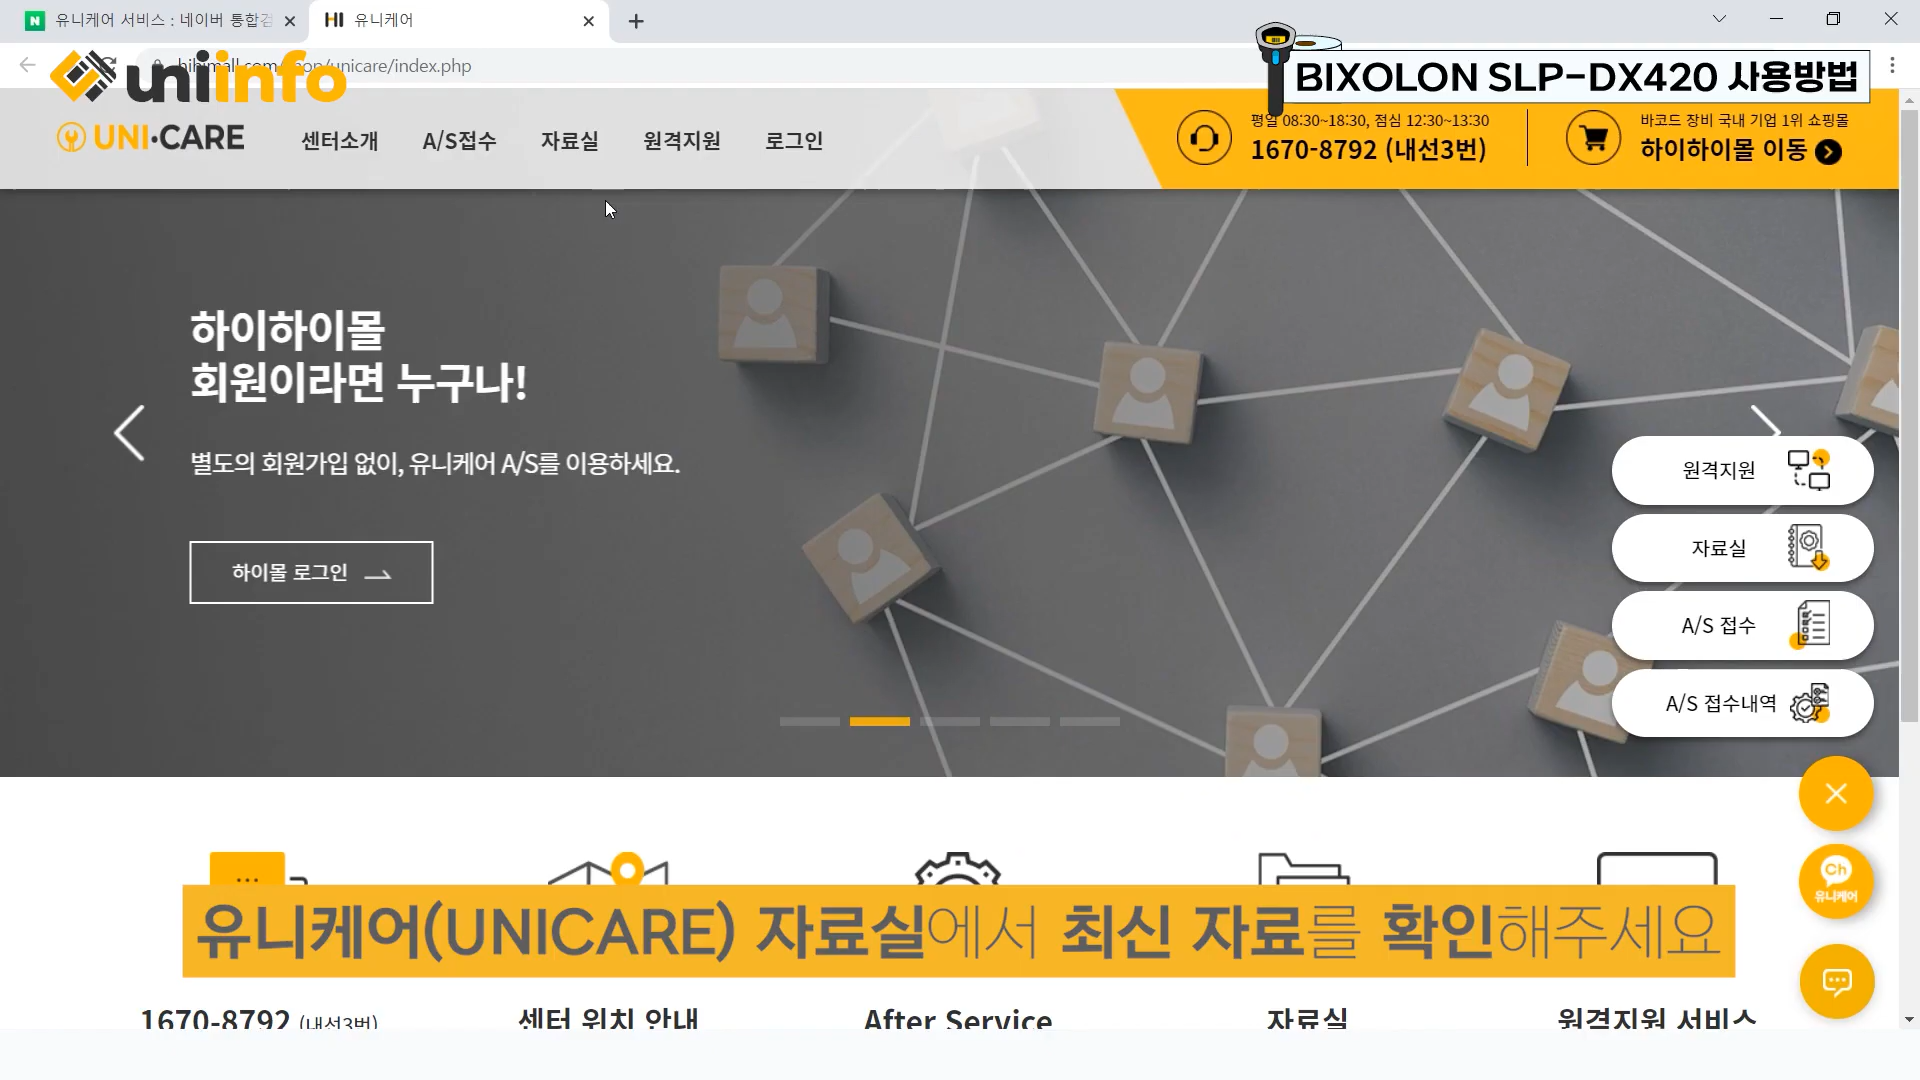 유니케어 서비스 : 네이버 통합검
유니케어
uniinfo
unicare/index.php
BIXOLON SLP-DX420 사용방법
UNI·CARE
센터소개
A/S접수
자료실
원격지원
로그인
평일 08:30~18:30, 점심 12:30~13:30
1670-8792 (내선3번)
바코드 장비 국내 기업 1위 쇼핑몰
하이하이몰 이동
하이하이몰
회원이라면 누구나!
별도의 회원가입 없이, 유니케어 A/S를 이용하세요.
하이몰 로그인
원격지원
자료실
A/S 접수
A/S 접수내역
Ch
유니케어
유니케어(UNICARE) 자료실에서 최신 자료를 확인해주세요
1670-8792 (내선3번)
센터 위치 안내
After Service
자료실
원격지원 서비스